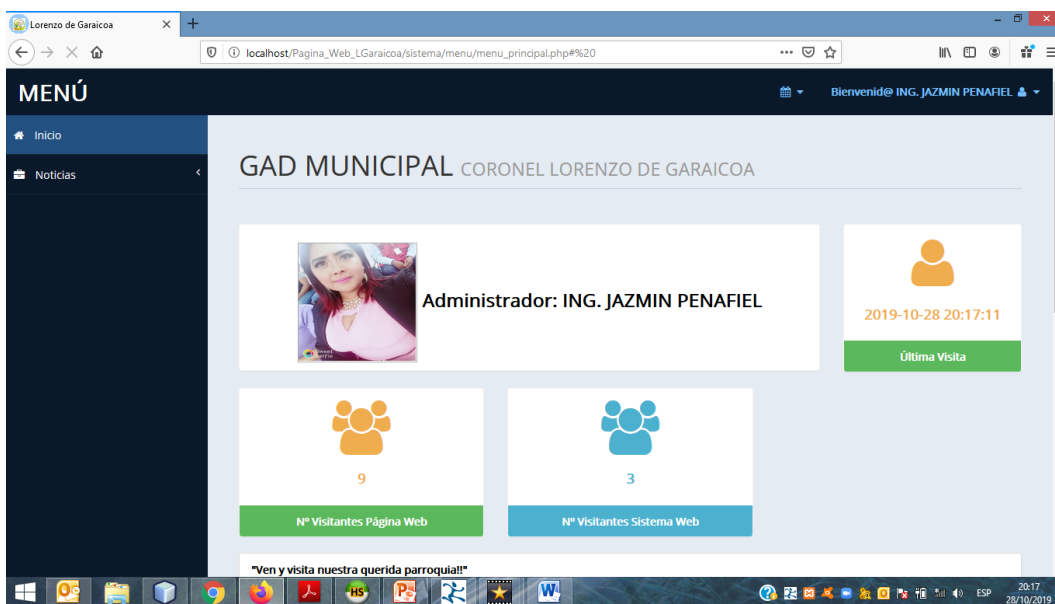 Lorenzo de Garaicoa
localhost/Pagina_Web_LGaraicoa/sistema/menu/menu_principal.php#%20
MENÚ
Bienvenid@ ING. JAZMIN PENAFIEL
Inicio
Noticias
GAD MUNICIPAL CORONEL LORENZO DE GARAICOA
Administrador: ING. JAZMIN PENAFIEL
2019-10-28 20:17:11
Última Visita
9
Nº Visitantes Página Web
3
Nº Visitantes Sistema Web
"Ven y visita nuestra querida parroquia!!"
HS
ESP
20:17
28/10/2019